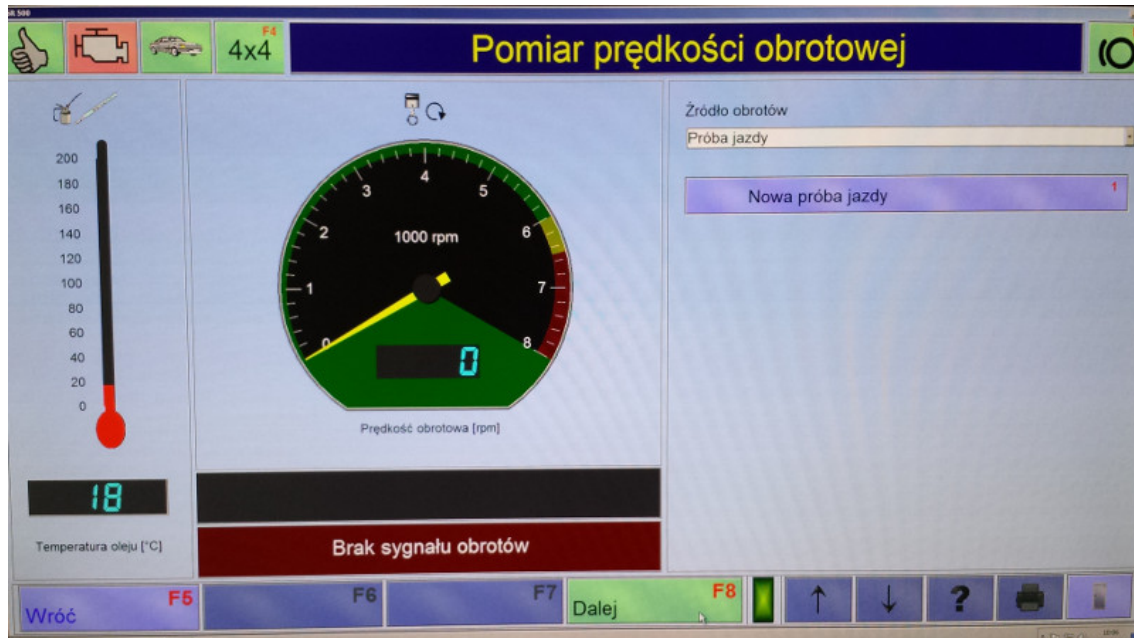 F4
4x4
Pomiar prędkości obrotowej
200
180
160
140
120
100
80
60
40
20
0
18
Temperatura oleju [°C]
0
1
2
3
4
5
6
7
8
1000 rpm
0
Prędkość obrotowa [rpm]
Brak sygnału obrotów
Źródło obrotów
Próba jazdy
Nowa próba jazdy 1
Wróć F5
F6
F7
Dalej F8
?